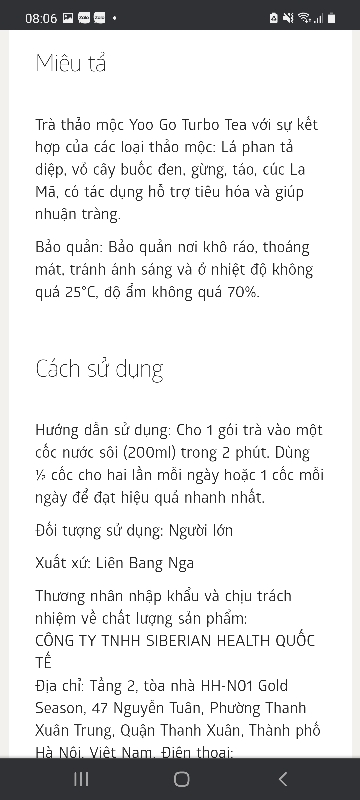 08:06
Miêu tả
Trà thảo mộc Yoo Go Turbo Tea với sự kết
hợp của các loại thảo mộc: Lá phan tả
diệp, vỏ cây buốc đen, gừng, táo, cúc La
Mã, có tác dụng hỗ trợ tiêu hóa và giúp
nhuận tràng.
Bảo quản: Bảo quản nơi khô ráo, thoáng
mát, tránh ánh sáng và ở nhiệt độ không
quá 25°C, độ ẩm không quá 70%.
Cách sử dụng
Hướng dẫn sử dụng: Cho 1 gói trà vào một
cốc nước sôi (200ml) trong 2 phút. Dùng
½ cốc cho hai lần mỗi ngày hoặc 1 cốc mỗi
ngày để đạt hiệu quả nhanh nhất.
Đối tượng sử dụng: Người lớn
Xuất xứ: Liên Bang Nga
Thương nhân nhập khẩu và chịu trách
nhiệm về chất lượng sản phẩm:
CÔNG TY TNHH SIBERIAN HEALTH QUỐC
TẾ
Địa chỉ: Tầng 2, tòa nhà HH-N01 Gold
Season, 47 Nguyễn Tuân, Phường Thanh
Xuân Trung, Quận Thanh Xuân, Thành phố
Hà Nội, Việt Nam. Điện thoại: